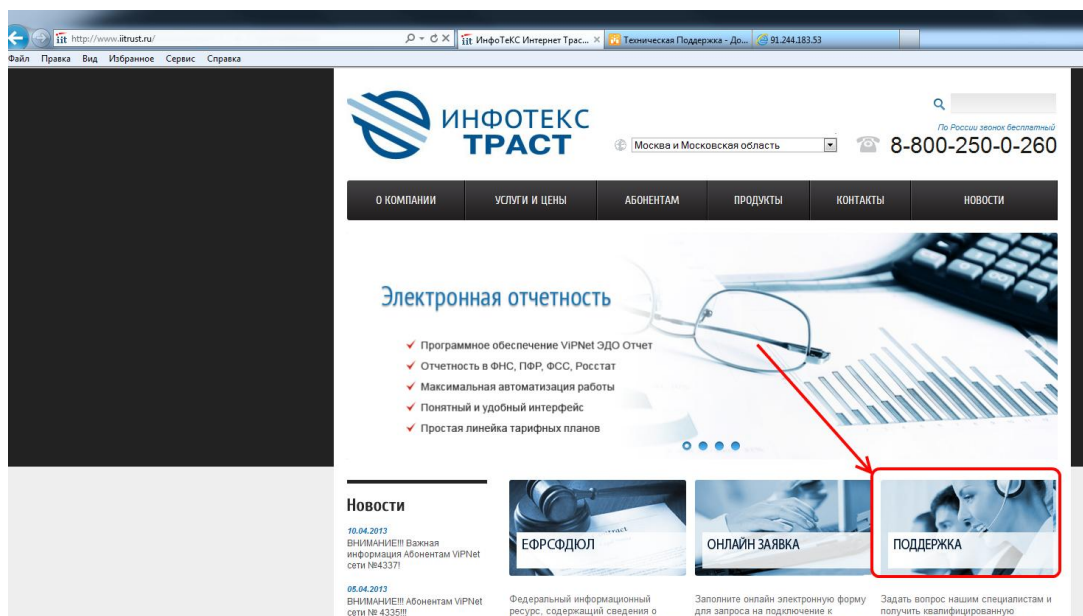 http://www.iitrust.ru/
iit ИнфоТеКС Интернет Трас...
Техническая Поддержка - До...
91.244.183.53
Файл Правка Вид Избранное Сервис Справка
ИНФОТЕКС
ТРАСТ
Москва и Московская область
По России звонок бесплатный
8-800-250-0-260
О КОМПАНИИ УСЛУГИ И ЦЕНЫ АБОНЕНТАМ ПРОДУКТЫ КОНТАКТЫ НОВОСТИ
Электронная отчетность
Программное обеспечение ViPNet ЭДО Отчет
Отчетность в ФНС, ПФР, ФСС, Росстат
Максимальная автоматизация работы
Понятный и удобный интерфейс
Простая линейка тарифных планов
Новости
10.04.2013
ВНИМАНИЕ!!! Важная
информация Абонентам ViPNet
сети №4337!
05.04.2013
ВНИМАНИЕ!!! Абонентам ViPNet
сети № 4335!!!
ЕФРСФДЮЛ
Федеральный информационный
ресурс, содержащий сведения о
ОНЛАЙН ЗАЯВКА
Заполните онлайн электронную форму
для запроса на подключение к
ПОДДЕРЖКА
Задать вопрос нашим специалистам и
получить квалифицированную